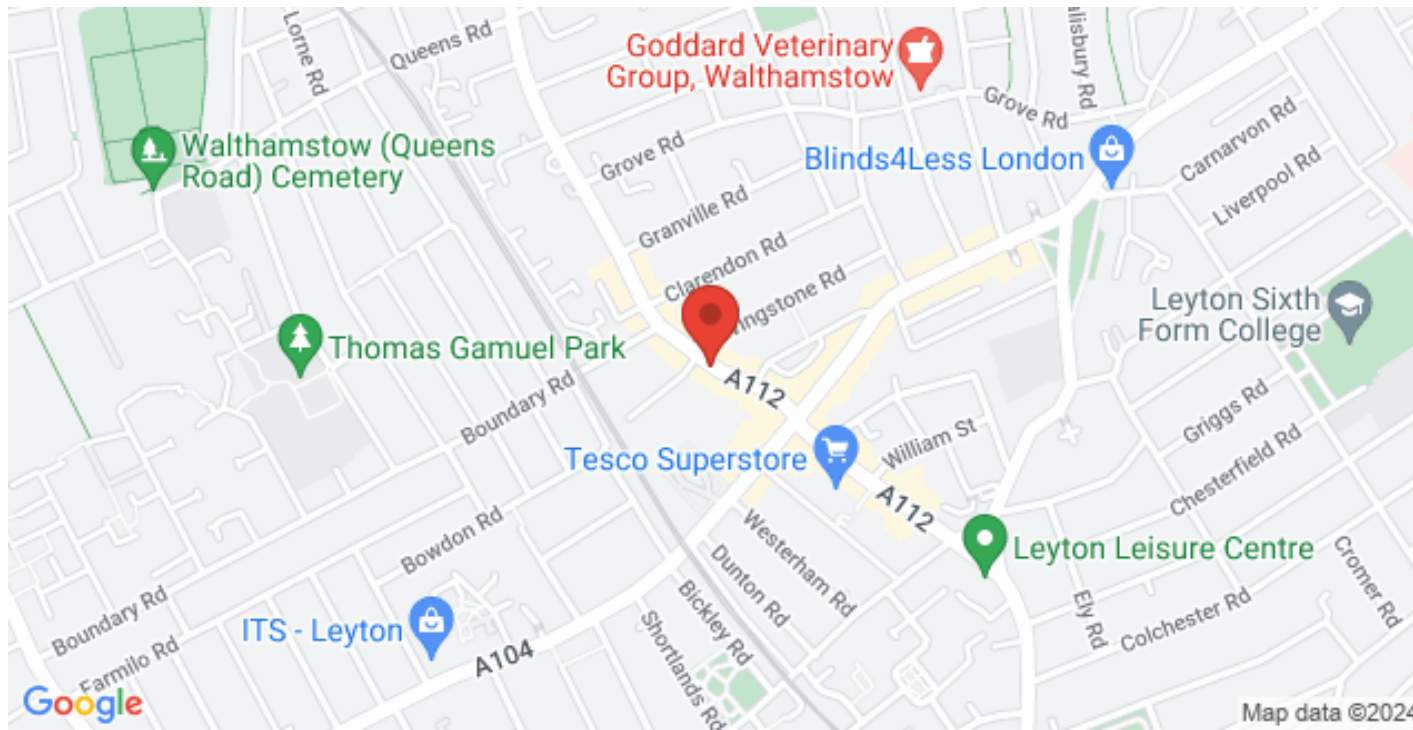 Lorne Rd
Queens Rd
Goddard Veterinary
Group, Walthamstow
alisbury Rd
Grove Rd
Carnarvon Rd
Walthamstow (Queens
Road) Cemetery
Grove Rd
Blinds4Less London
Liverpool Rd
Granville Rd
Clarendon Rd
ingstone Rd
Leyton Sixth
Form College
Thomas Gamuel Park
A112
Boundary Rd
Griggs Rd
William St
Tesco Superstore
Chesterfield Rd
A112
Bowdon Rd
Westerham Rd
Leyton Leisure Centre
Cromer Rd
Dunton Rd
Bickley Rd
Boundary Rd
ITS - Leyton
Ely Rd
Colchester Rd
Shortlands Rd
A104
Farmilo Rd
Google
Map data ©2024